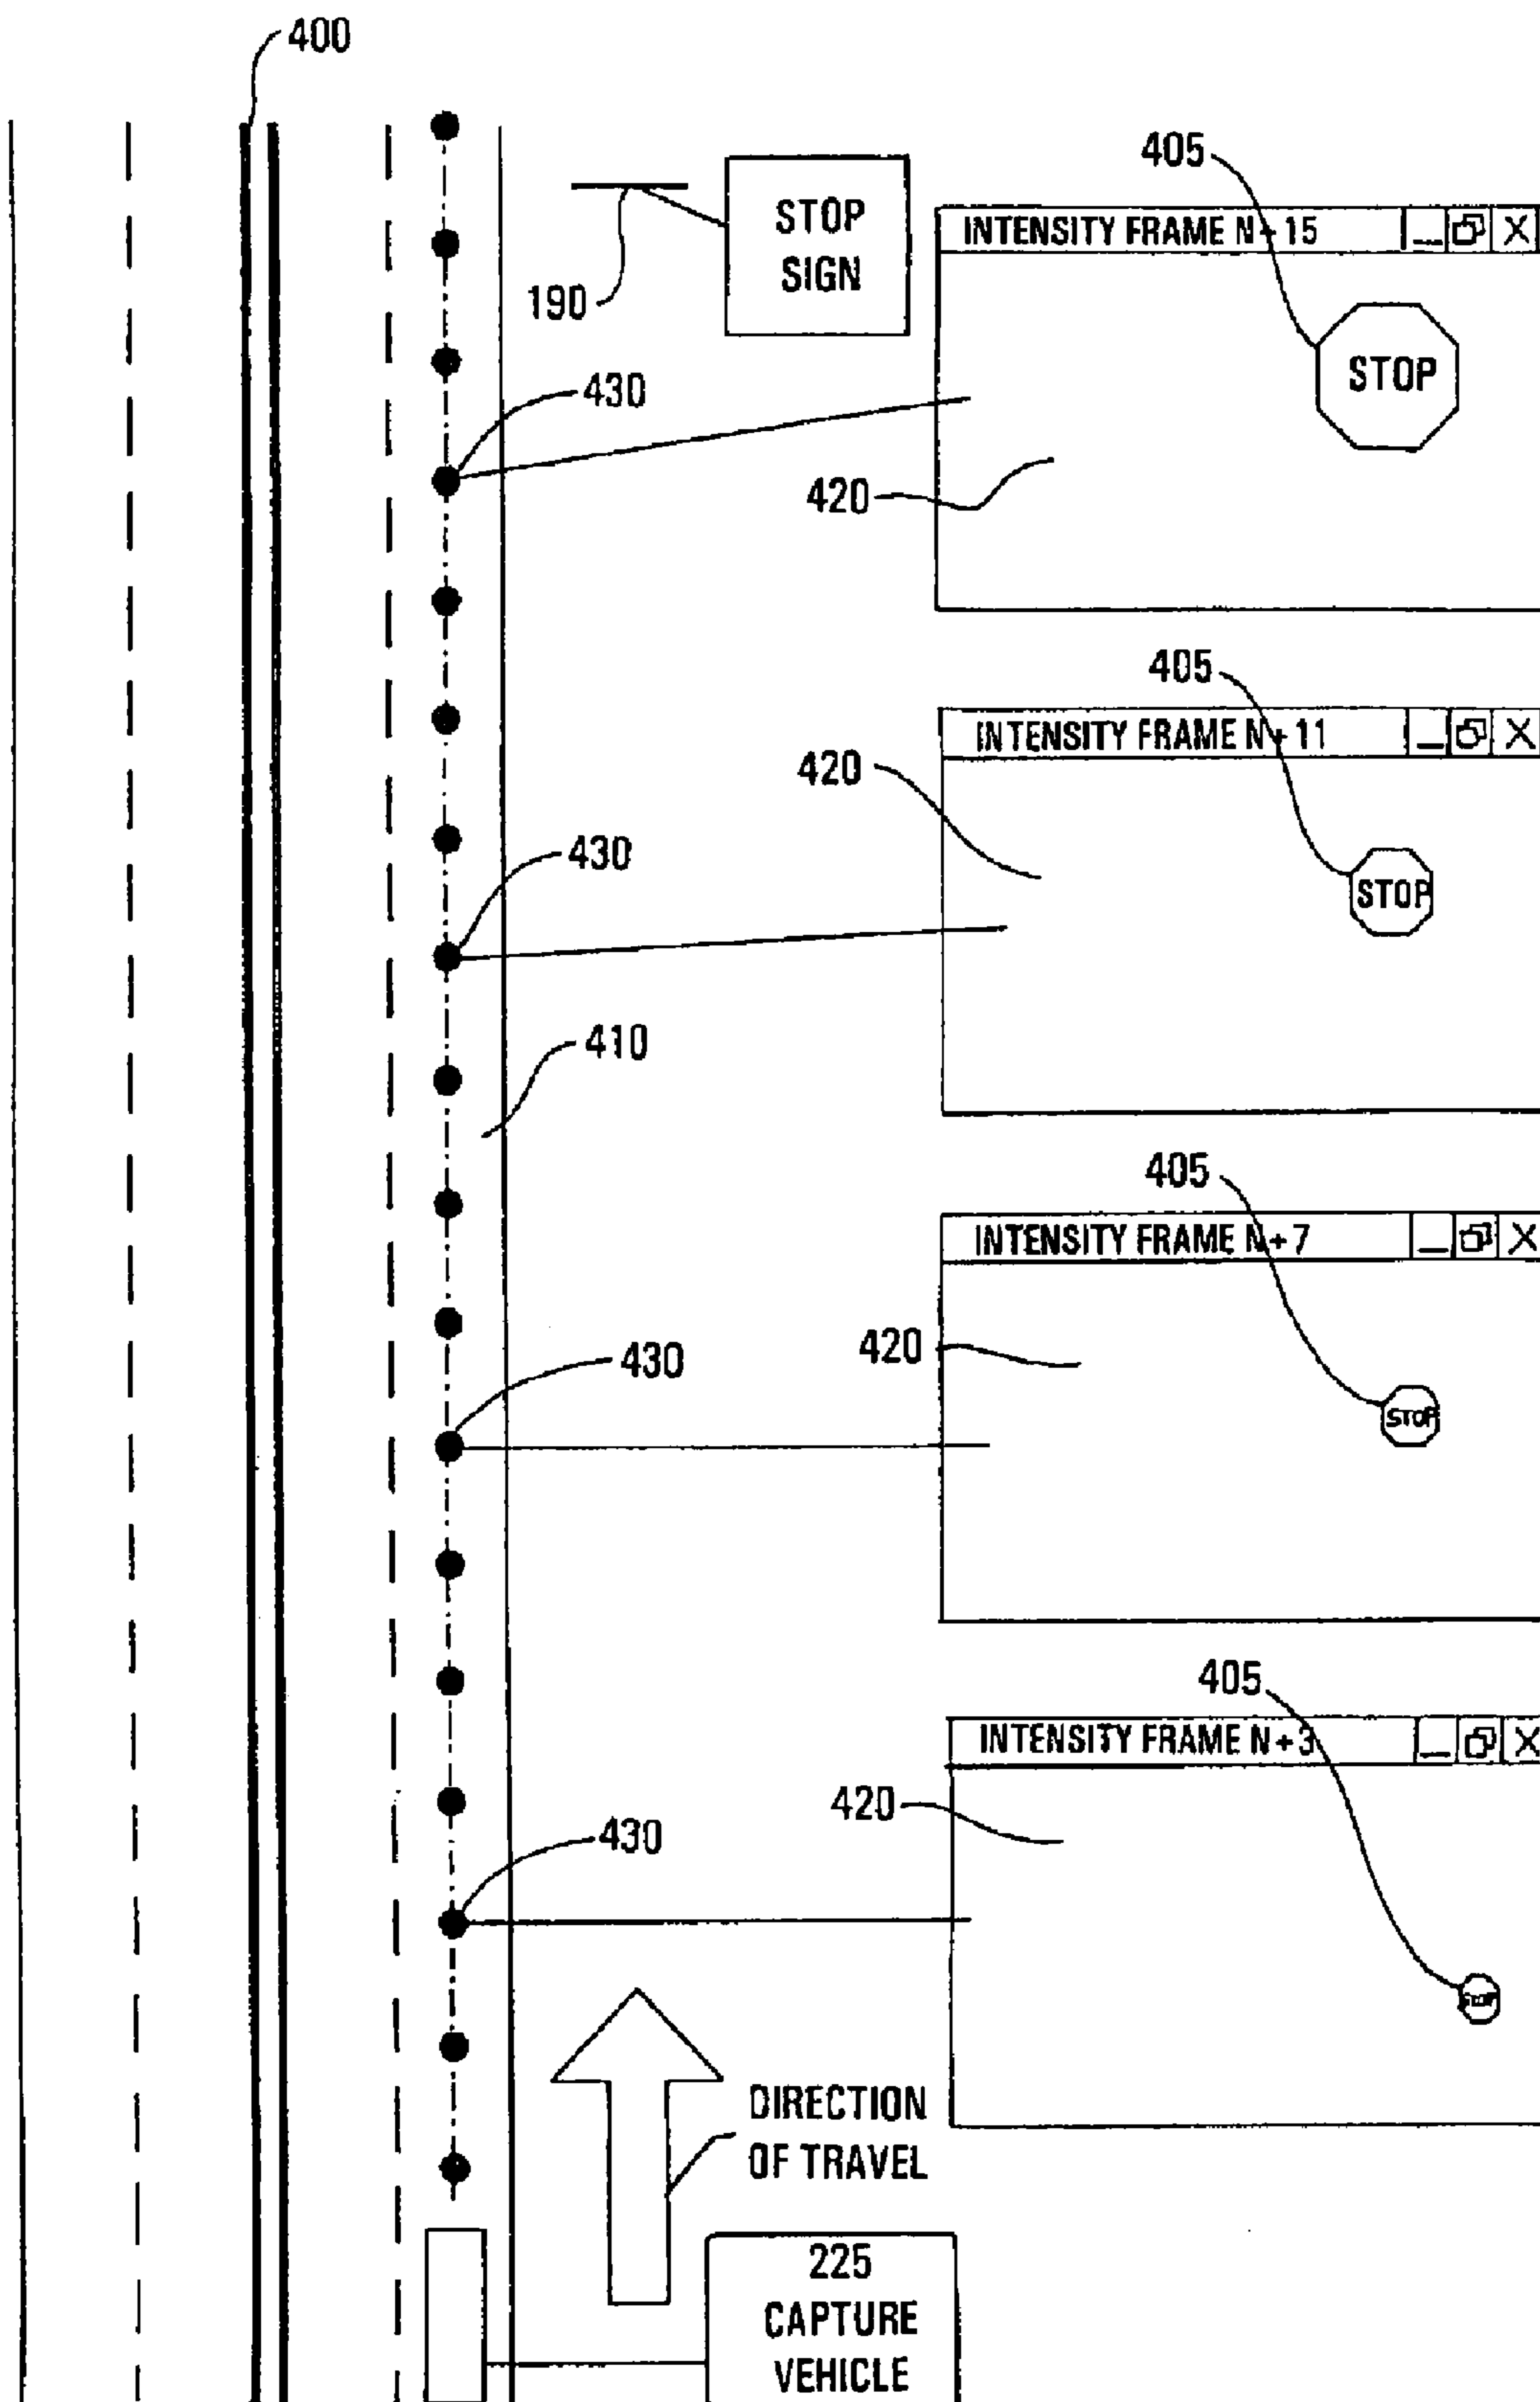 400
405
STOP
SIGN
190
INTENSITY FRAME N+15
STOP
430
420
405
INTENSITY FRAME N+11
420
STOP
430
410
405
INTENSITY FRAME N+7
420
STOP
430
405
INTENSITY FRAME N+3
420
430
STOP
DIRECTION
OF TRAVEL
225
CAPTURE
VEHICLE